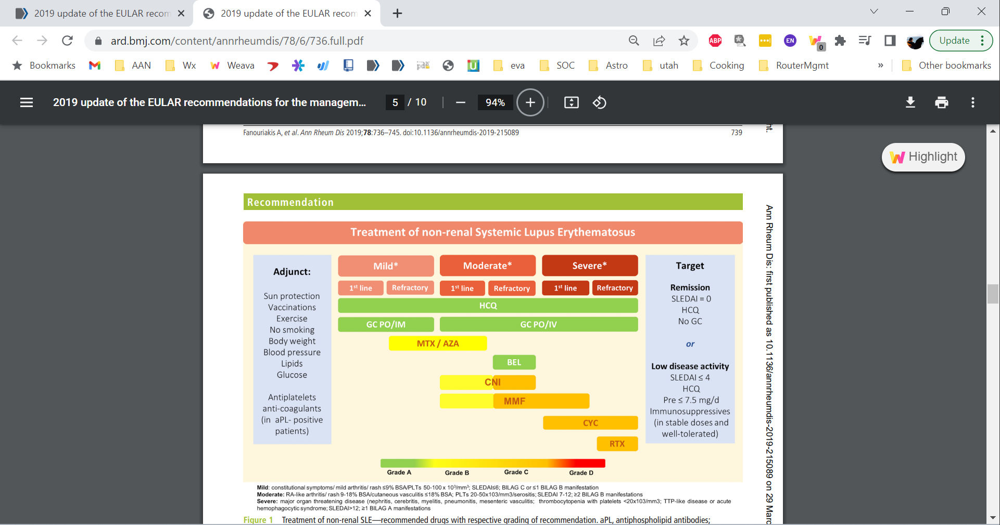 2019 update of the EULAR recom
2019 update of the EULAR recom
ard.bmj.com/content/annrheumdis/78/6/736.full.pdf
ABP
EN
0
Update
Bookmarks
AAN
Wx
Weava
eva
SOC
Astro
utah
Cooking
RouterMgmt
»
Other bookmarks
2019 update of the EULAR recommendations for the managem...
5 / 10
94%
Fanouriakis A, et al. Ann Rheum Dis 2019;78:736–745. doi:10.1136/annrheumdis-2019-215089
739
nt.
Highlight
Recommendation
Treatment of non-renal Systemic Lupus Erythematosus
Adjunct:
Sun protection
Vaccinations
Exercise
No smoking
Body weight
Blood pressure
Lipids
Glucose
Antiplatelets
anti-coagulants
(in aPL- positive
patients)
Mild*
Moderate*
Severe*
1st line
Refractory
1st line
Refractory
1st line
Refractory
HCQ
GC PO/IM
GC PO/IV
MTX / AZA
BEL
CNI
MMF
CYC
RTX
Grade A
Grade B
Grade C
Grade D
Target
Remission
SLEDAI = 0
HCQ
No GC
or
Low disease activity
SLEDAI ≤ 4
HCQ
Pre ≤ 7.5 mg/d
Immunosuppressives
(in stable doses and
well-tolerated)
Mild: constitutional symptoms/ mild arthritis/ rash ≤9% BSA/PLTs 50-100 x 10³/mm³; SLEDAI≤6; BILAG C or ≤1 BILAG B manifestation
Moderate: RA-like arthritis/ rash 9-18% BSA/cutaneous vasculitis ≤18% BSA; PLTs 20-50x103/mm3/serositis; SLEDAI 7-12; ≥2 BILAG B manifestations
Severe: major organ threatening disease (nephritis, cerebritis, myelitis, pneumonitis, mesenteric vasculitis; thrombocytopenia with platelets <20x103/mm3; TTP-like disease or acute
hemophagocytic syndrome; SLEDAI>12; ≥1 BILAG A manifestations
Figure 1 Treatment of non-renal SLE—recommended drugs with respective grading of recommendation. aPL, antiphospholipid antibodies;
Ann Rheum Dis: first published as 10.1136/annrheumdis-2019-215089 on 29 Marc